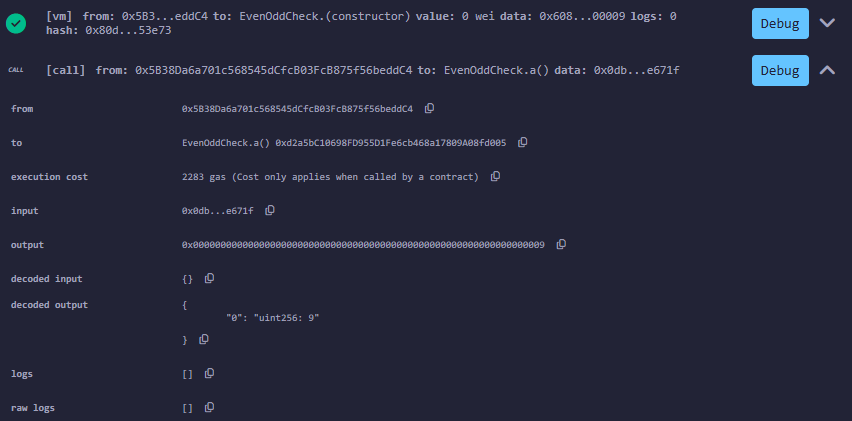 [vm] from: 0x5B3...eddC4 to: EvenOddCheck.(constructor) value: 0 wei data: 0x608...00009 logs: 0
hash: 0x80d...53e73
Debug
CALL
[call] from: 0x5B38Da6a701c568545dCfcB03FcB875f56beddC4 to: EvenOddCheck.a() data: 0x0db...e671f
Debug
from 0x5B38Da6a701c568545dCfcB03FcB875f56beddC4
to EvenOddCheck.a() 0xd2a5bC10698FD955D1Fe6cb468a17809A08fd005
execution cost 2283 gas (Cost only applies when called by a contract)
input 0x0db...e671f
output 0x0000000000000000000000000000000000000000000000000000000000000009
decoded input {}
decoded output {
"0": "uint256: 9"
}
logs []
raw logs []